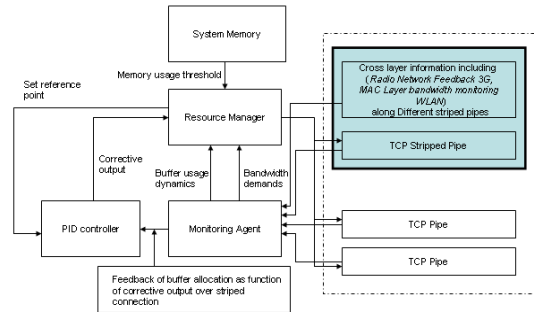 System Memory
Memory usage threshold
Set reference
point
Resource Manager
Corrective
output
Buffer usage
dynamics
Bandwidth
demands
PID controller
Monitoring Agent
Feedback of buffer allocation as function
of corrective output over striped
connection
Cross layer information including
(Radio Network Feedback 3G,
MAC Layer bandwidth monitoring
WLAN)
along Different striped pipes
TCP Stripped Pipe
TCP Pipe
TCP Pipe